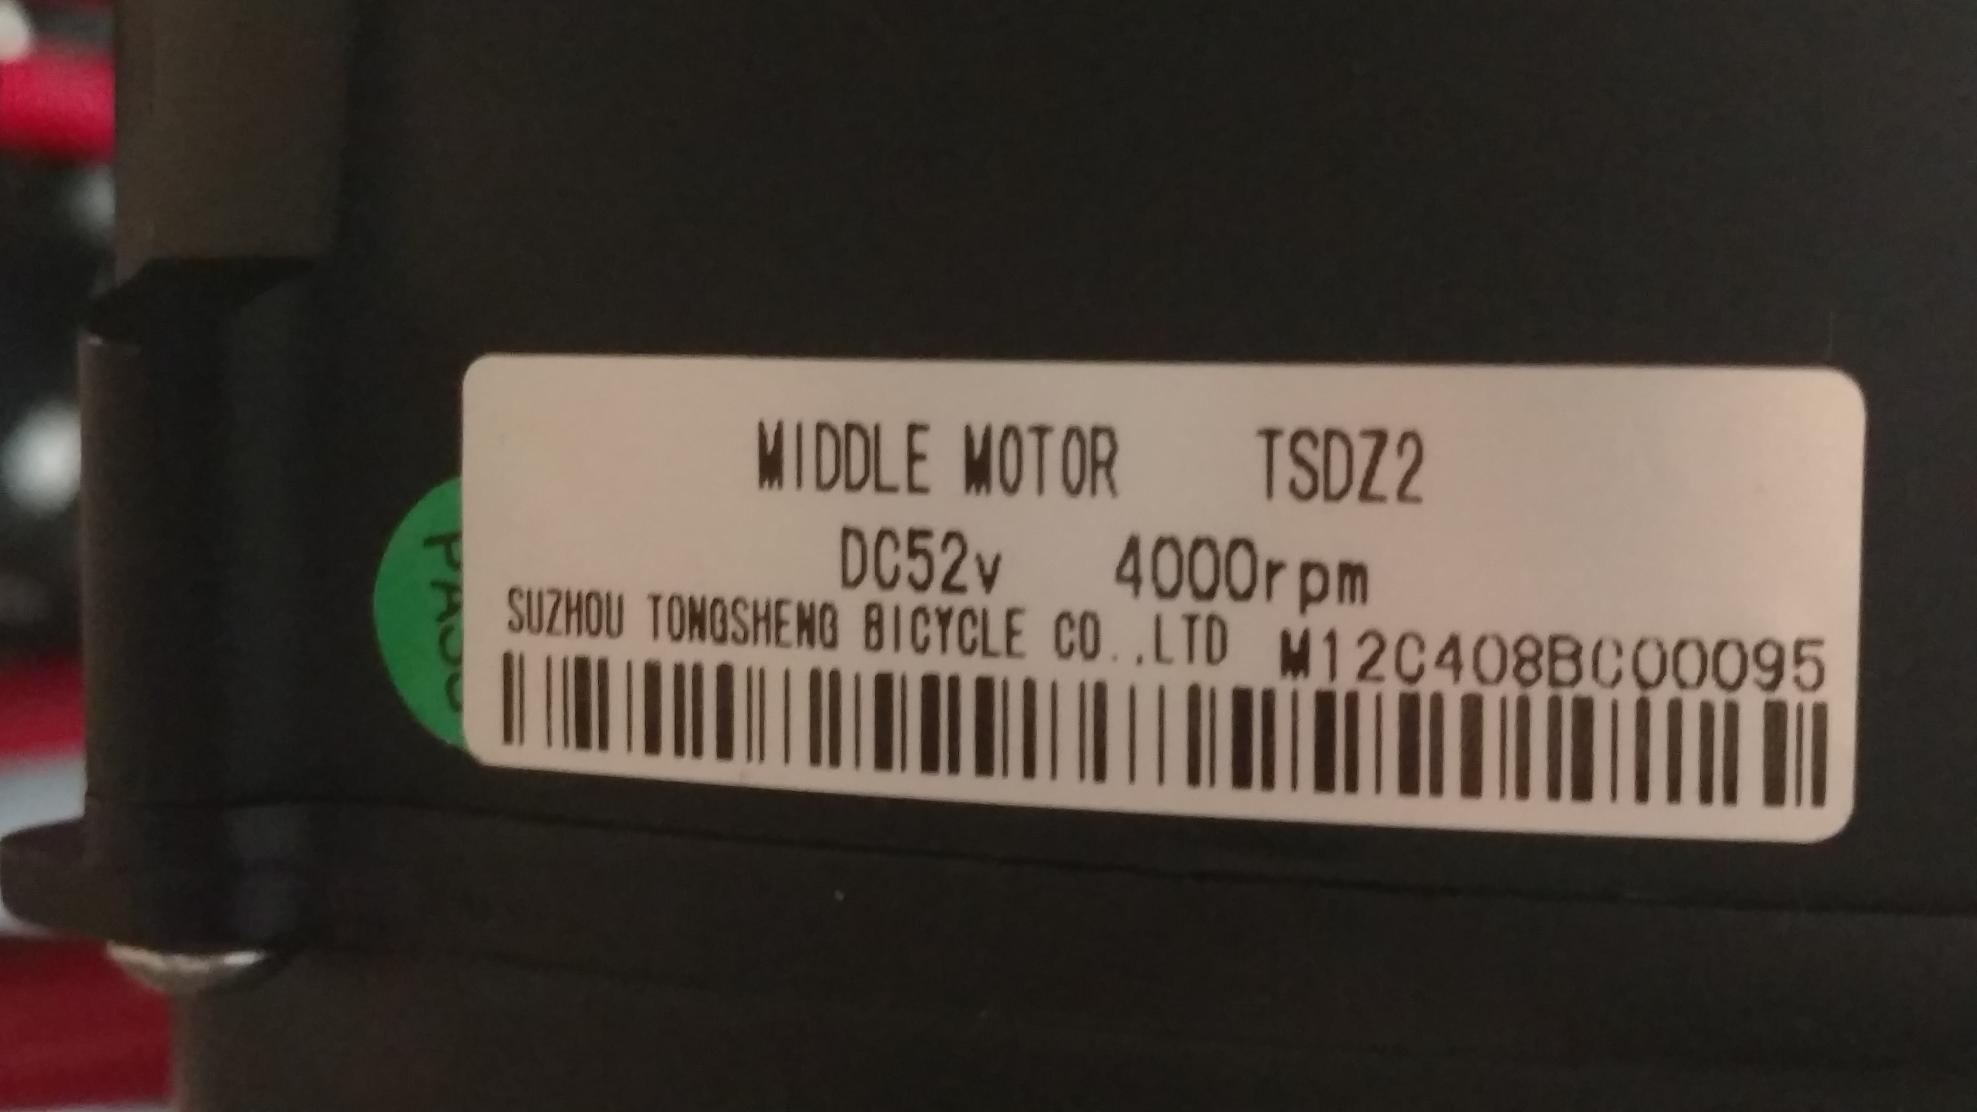 MIDDLE MOTOR TSDZ2
DC52v 4000rpm
SUZHOU TONGSHENG BICYCLE CO.,LTD M12C408BC00095